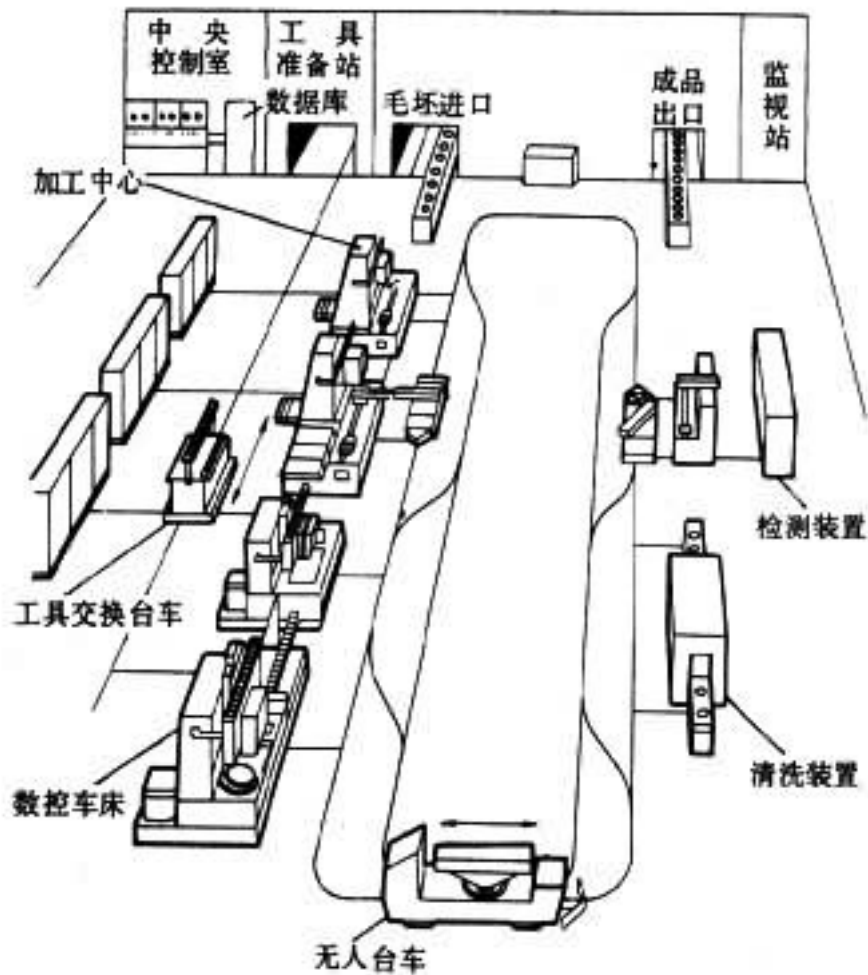 中央
控制室
工具
准备站
数据库
毛坯进口
成品
出口
监视站
加工中心
检测装置
工具交换台车
清洗装置
数控车床
无人台车